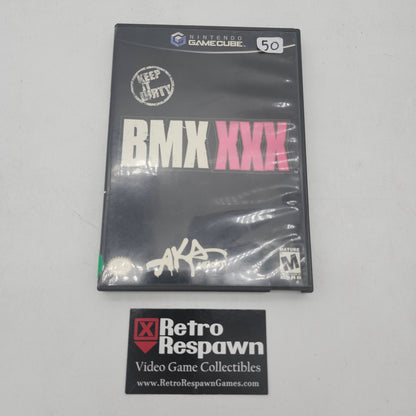 NINTENDO
GAMECUBE
50
KEEP
IT
DIRTY
BMX XXX
AKA
MATURE
M
Retro
Respawn
Video Game Collectibles
www.RetroRespawnGames.com